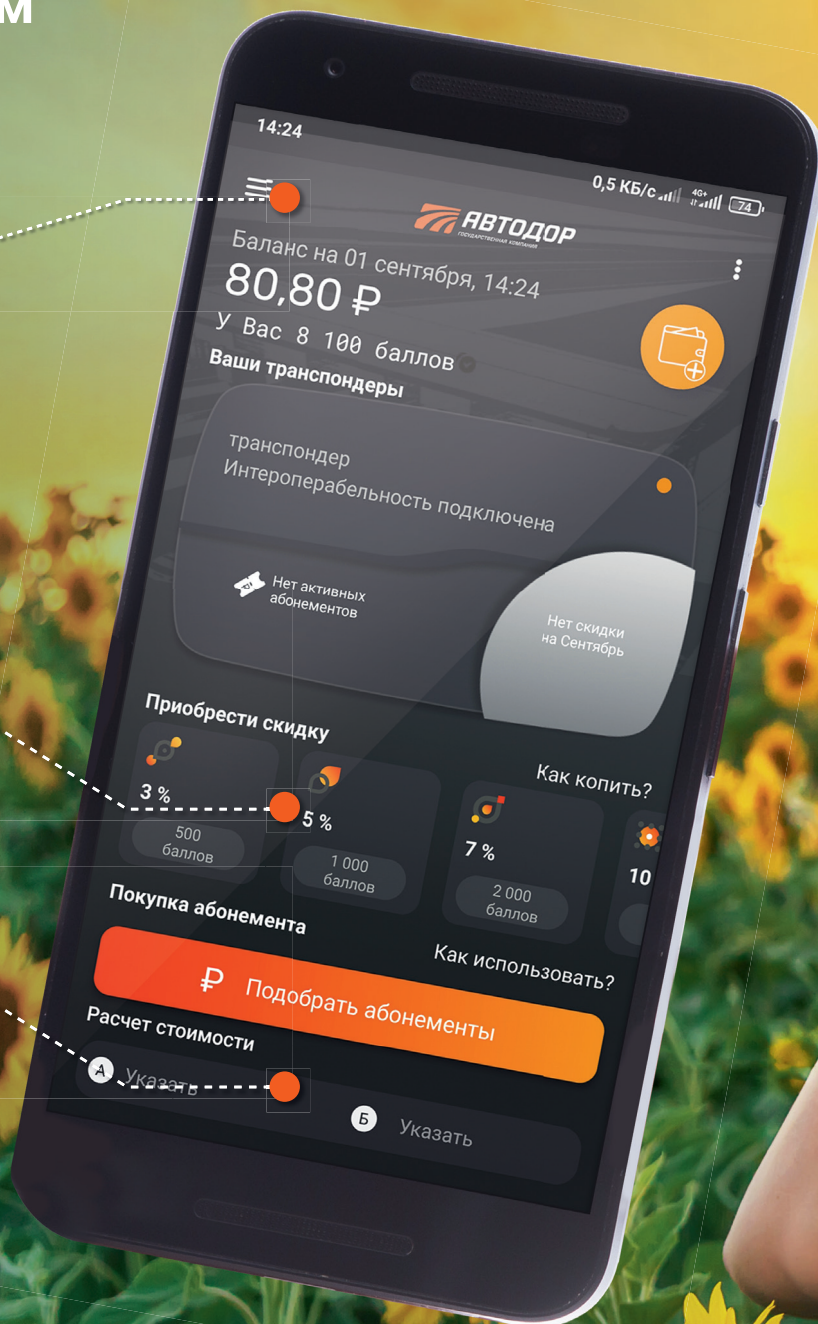 М
14:24
0,5 КБ/с 4G+ 74
АВТОДОР
ГОСУДАРСТВЕННАЯ КОМПАНИЯ
Баланс на 01 сентября, 14:24
80,80 ₽
У Вас 8 100 баллов
Ваши транспондеры
транспондер
Интероперабельность подключена
Нет активных
абонементов
Нет скидки
на Сентябрь
Приобрести скидку
Как копить?
3 %
500
баллов
5 %
1 000
баллов
7 %
2 000
баллов
10
Покупка абонемента
Как использовать?
₽ Подобрать абонементы
Расчет стоимости
А Указать
Б Указать